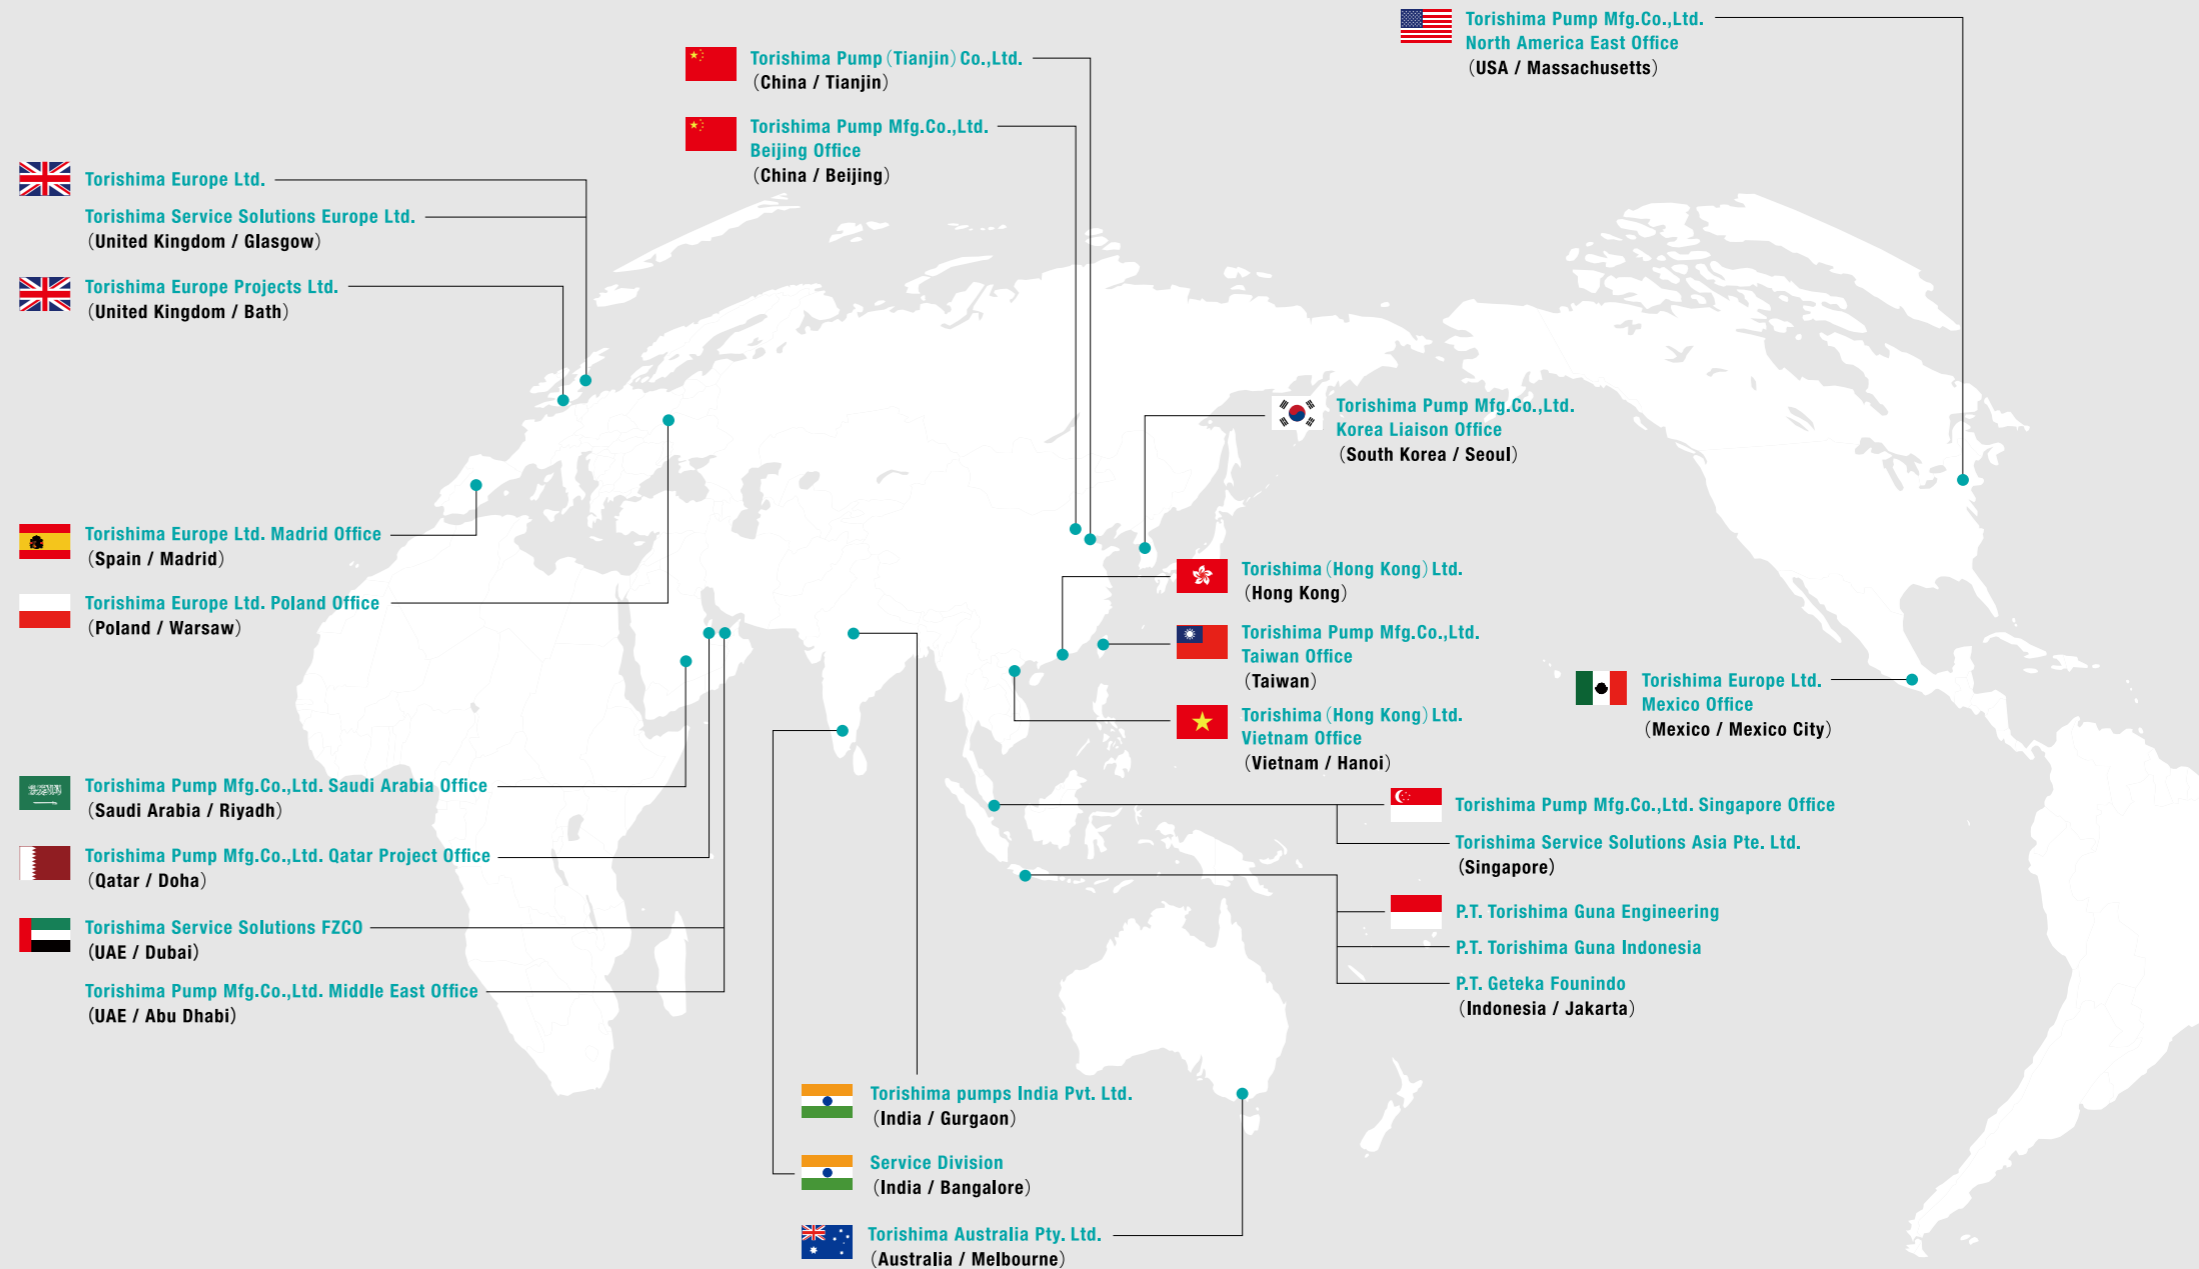 Torishima Pump Mfg.Co.,Ltd.
North America East Office
(USA / Massachusetts)
Torishima Pump (Tianjin) Co.,Ltd.
(China / Tianjin)
Torishima Pump Mfg.Co.,Ltd.
Beijing Office
(China / Beijing)
Torishima Europe Ltd.
Torishima Service Solutions Europe Ltd.
(United Kingdom / Glasgow)
Torishima Europe Projects Ltd.
(United Kingdom / Bath)
Torishima Pump Mfg.Co.,Ltd.
Korea Liaison Office
(South Korea / Seoul)
Torishima Europe Ltd. Madrid Office
(Spain / Madrid)
Torishima Europe Ltd. Poland Office
(Poland / Warsaw)
Torishima (Hong Kong) Ltd.
(Hong Kong)
Torishima Pump Mfg.Co.,Ltd.
Taiwan Office
(Taiwan)
Torishima (Hong Kong) Ltd.
Vietnam Office
(Vietnam / Hanoi)
Torishima Europe Ltd.
Mexico Office
(Mexico / Mexico City)
Torishima Pump Mfg.Co.,Ltd. Saudi Arabia Office
(Saudi Arabia / Riyadh)
Torishima Pump Mfg.Co.,Ltd. Qatar Project Office
(Qatar / Doha)
Torishima Service Solutions FZCO
(UAE / Dubai)
Torishima Pump Mfg.Co.,Ltd. Middle East Office
(UAE / Abu Dhabi)
Torishima Pump Mfg.Co.,Ltd. Singapore Office
Torishima Service Solutions Asia Pte. Ltd.
(Singapore)
P.T. Torishima Guna Engineering
P.T. Torishima Guna Indonesia
P.T. Geteka Founindo
(Indonesia / Jakarta)
Torishima pumps India Pvt. Ltd.
(India / Gurgaon)
Service Division
(India / Bangalore)
Torishima Australia Pty. Ltd.
(Australia / Melbourne)